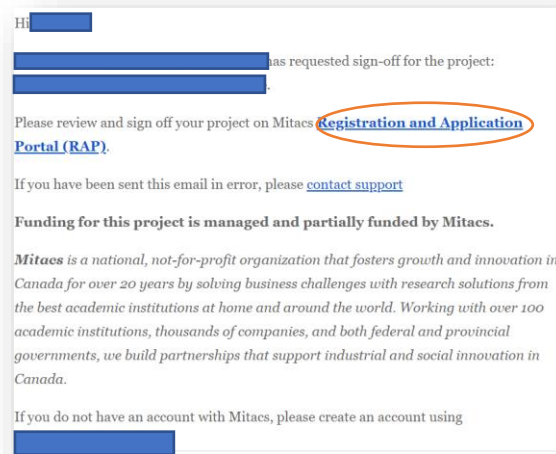 Hi
has requested sign-off for the project:
.
Please review and sign off your project on Mitacs Registration and Application
Portal (RAP).
If you have been sent this email in error, please contact support
Funding for this project is managed and partially funded by Mitacs.
Mitacs is a national, not-for-profit organization that fosters growth and innovation in
Canada for over 20 years by solving business challenges with research solutions from
the best academic institutions at home and around the world. Working with over 100
academic institutions, thousands of companies, and both federal and provincial
governments, we build partnerships that support industrial and social innovation in
Canada.
If you do not have an account with Mitacs, please create an account using